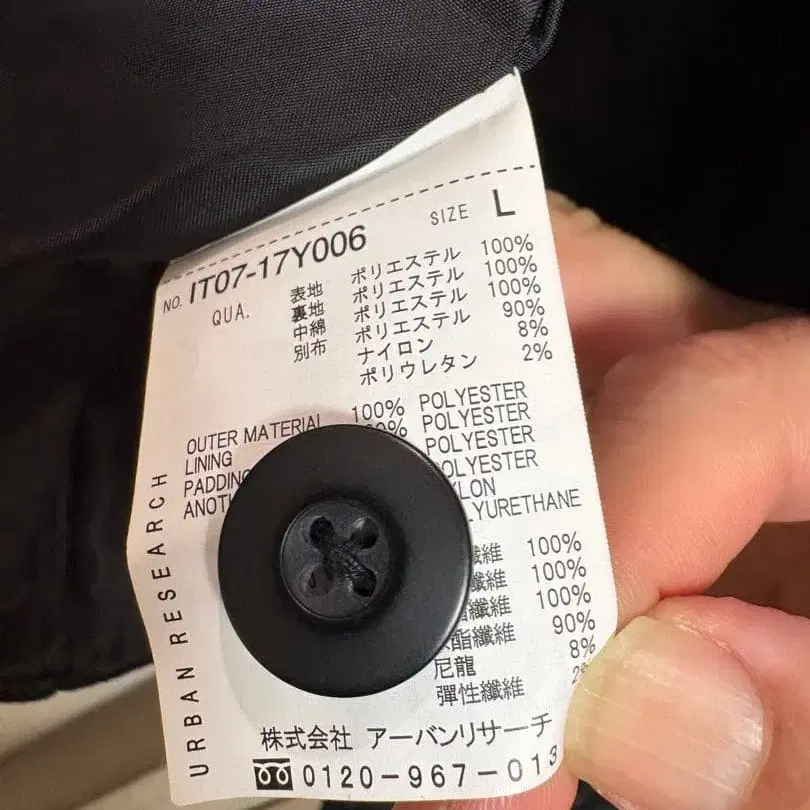 SIZE L
NO. IT07-17Y006
QUA. 表地 ポリエステル 100%
裏地 ポリエステル 100%
中綿 ポリエステル 100%
別布 ポリエステル 90%
ナイロン 8%
ポリウレタン 2%
OUTER MATERIAL 100% POLYESTER
LINING POLYESTER
POLYESTER
POLYESTER
纖維 100%
纖維 100%
纖維 100%
纖維 90%
尼龍 8%
彈性纖維
URBAN RESEARCH
株式会社 アーバンリサーチ
0120-967-013